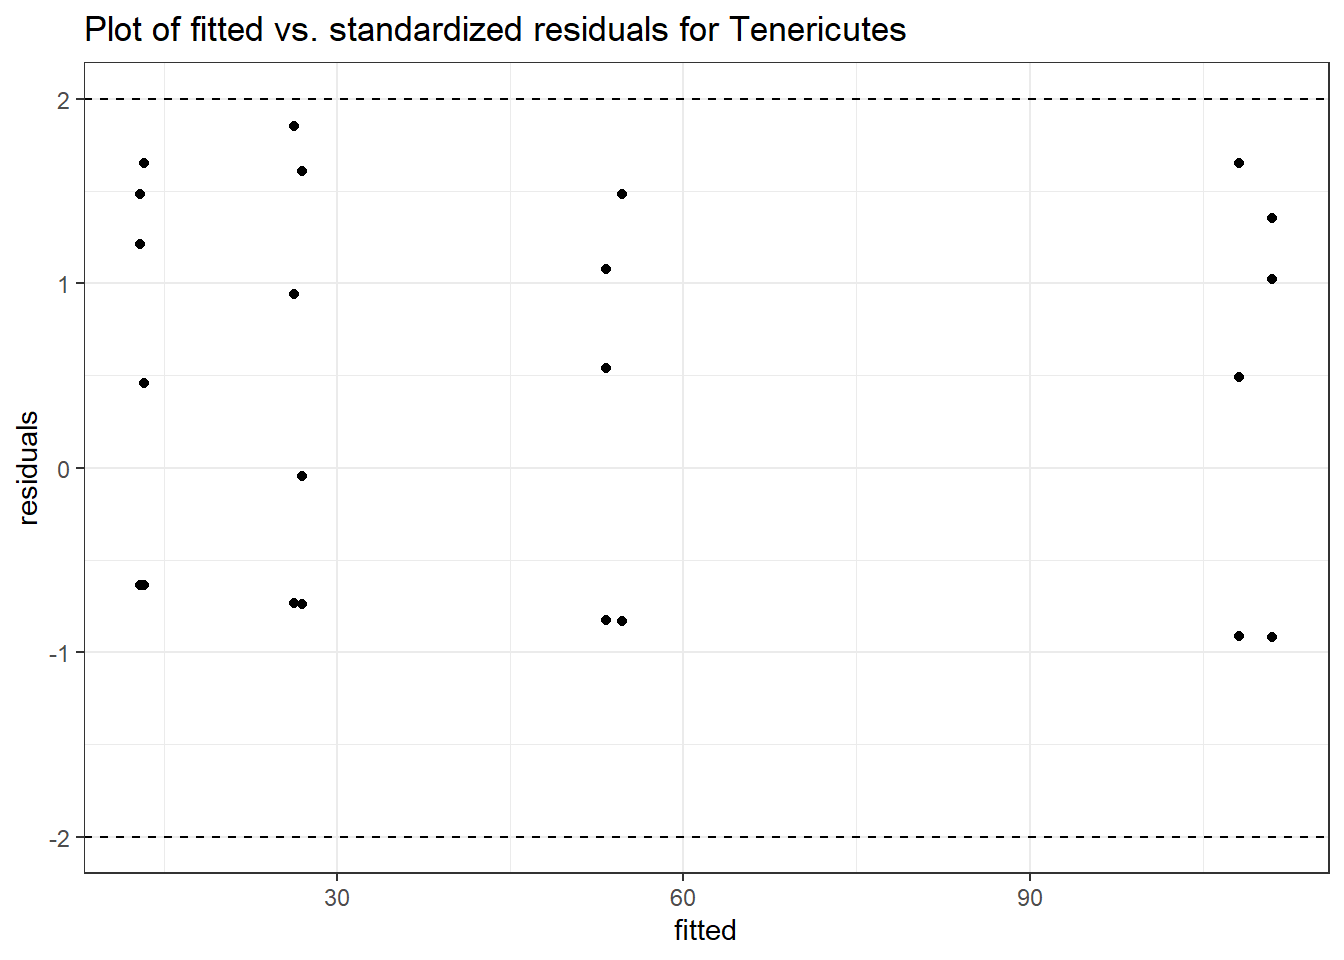 Plot of fitted vs. standardized residuals for Tenericutes
2
1
0
-1
-2
residuals
30 60 90
fitted